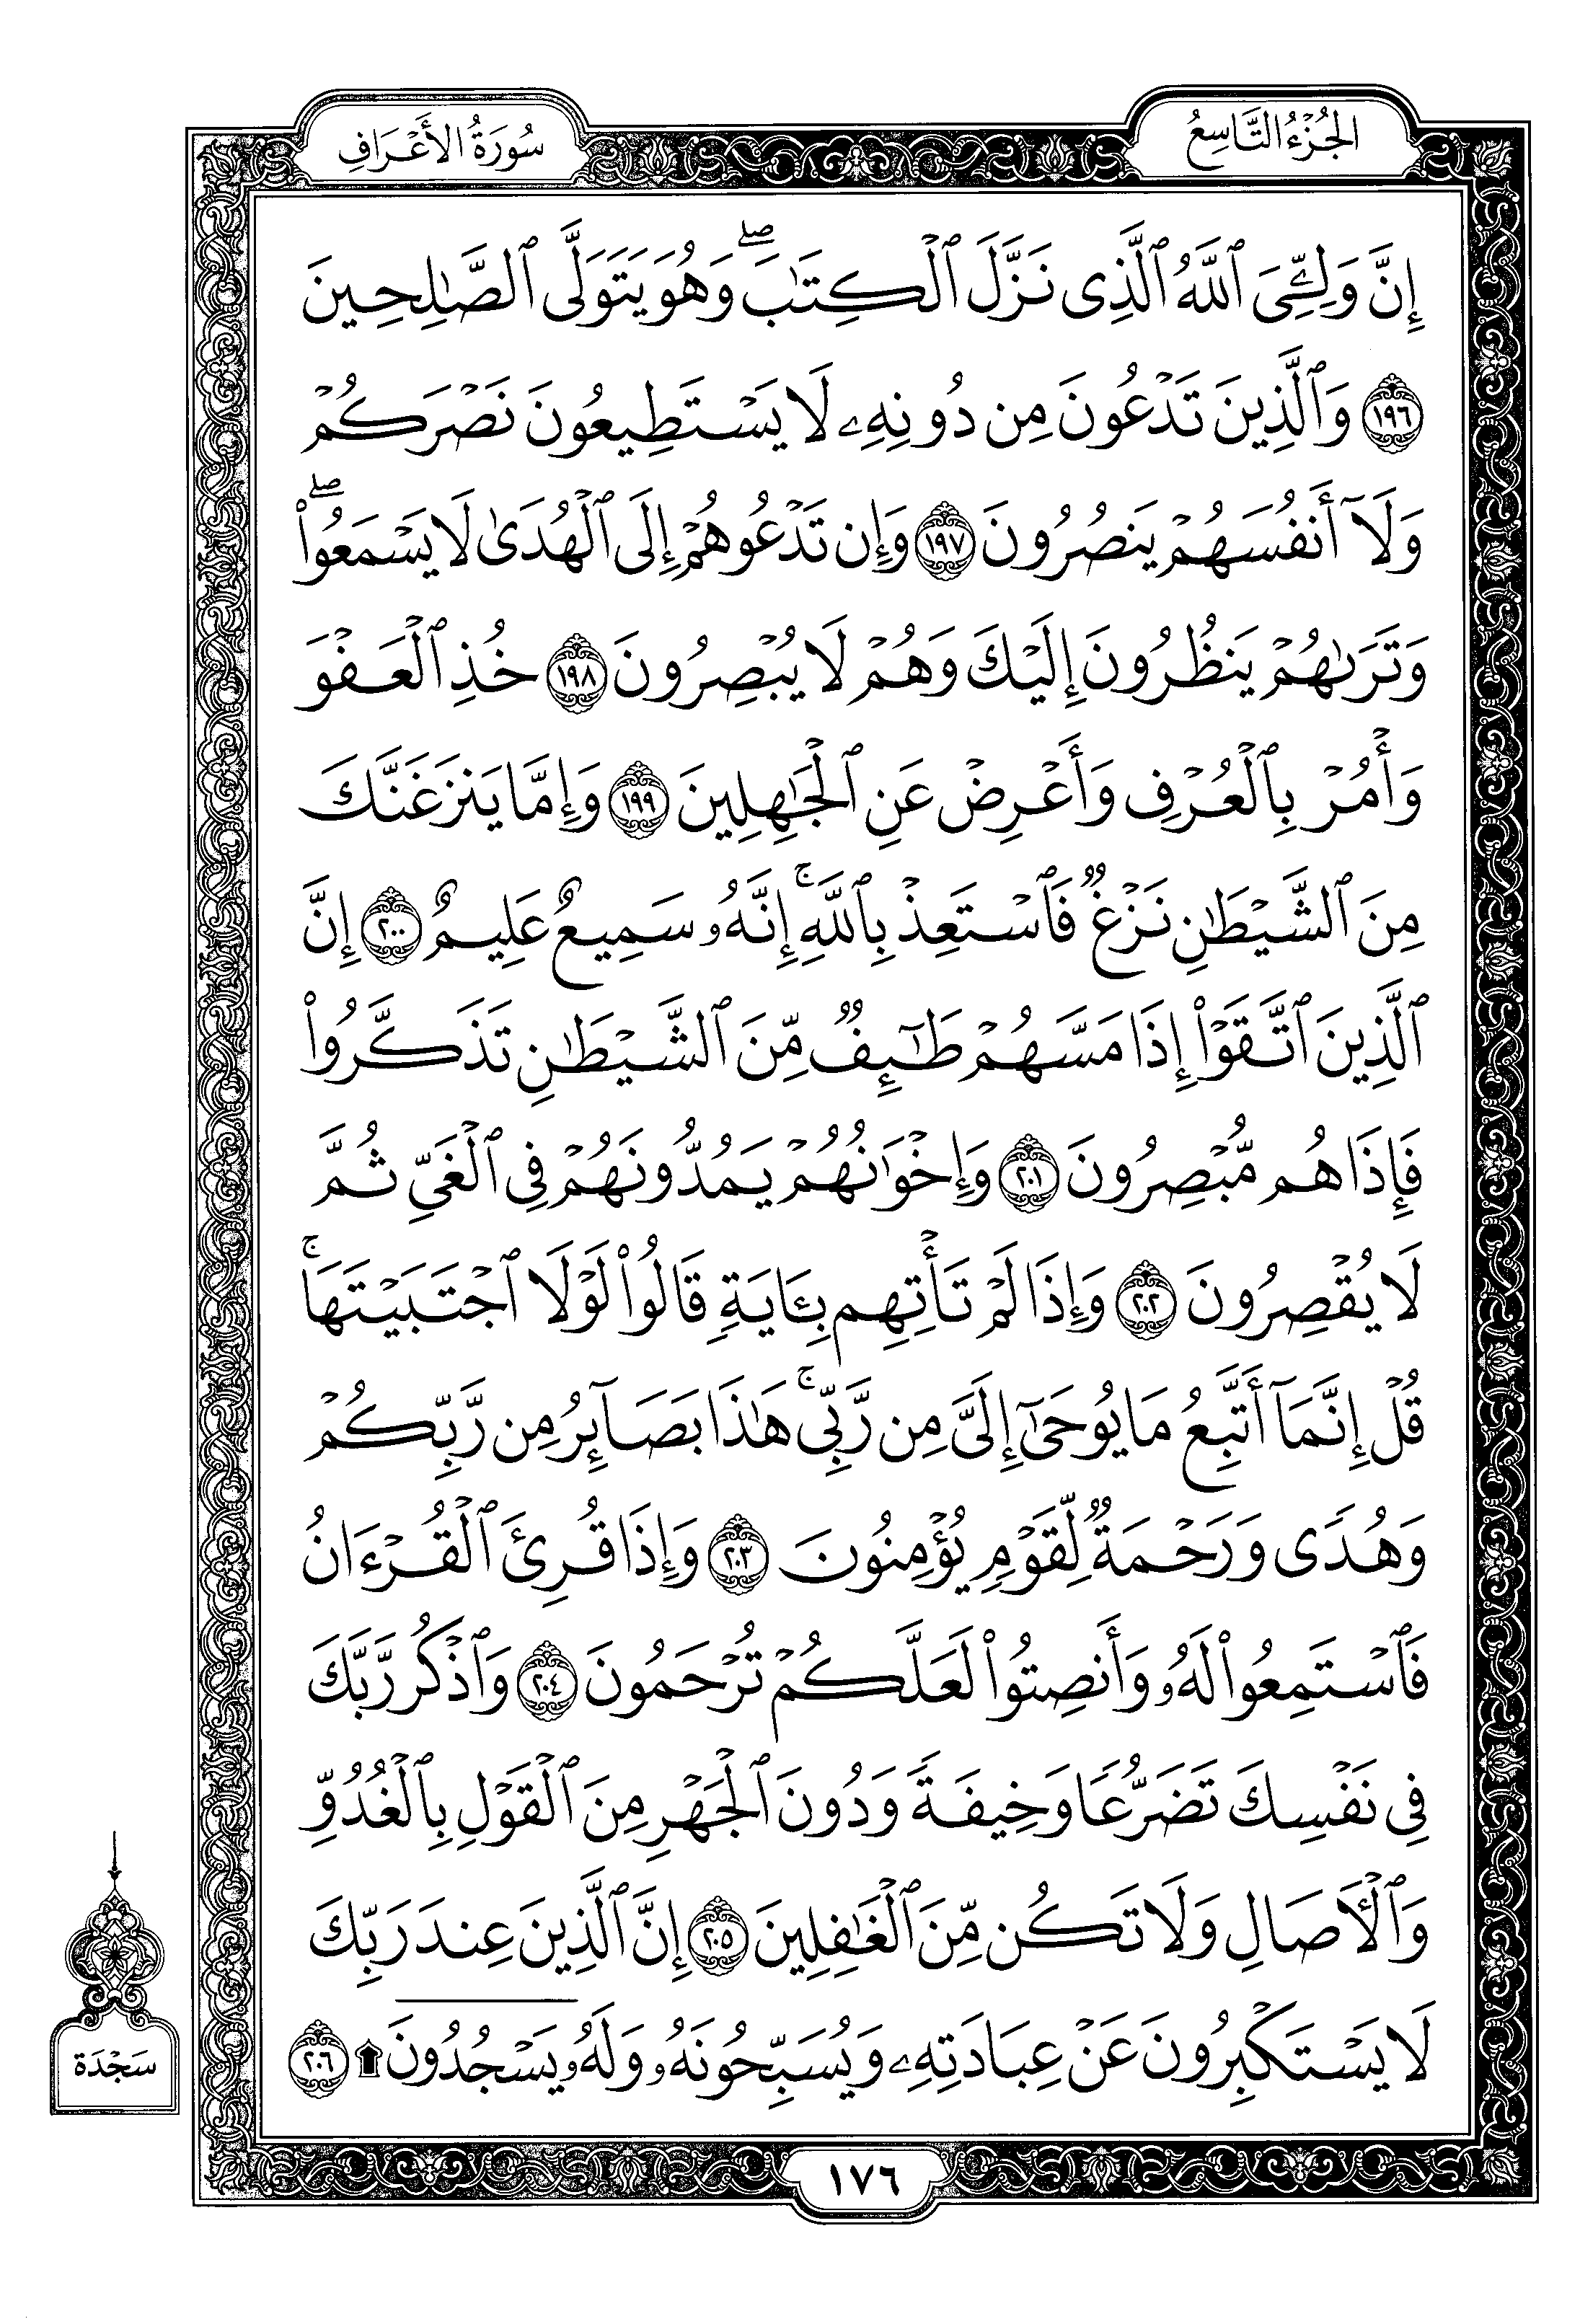 الجُزْءُ التَّاسِعُ
سُورَةُ الأَعْرَافِ
إِنَّ وَلِـِّۧيَ ٱللَّهُ ٱلَّذِى نَزَّلَ ٱلْكِتَٰبَۖ وَهُوَ يَتَوَلَّى ٱلصَّٰلِحِينَ
١٩٦ وَٱلَّذِينَ تَدْعُونَ مِن دُونِهِۦ لَا يَسْتَطِيعُونَ نَصْرَكُمْ
وَلَآ أَنفُسَهُمْ يَنصُرُونَ ١٩٧ وَإِن تَدْعُوهُمْ إِلَى ٱلْهُدَىٰ لَا يَسْمَعُوا۟ۖ
وَتَرَىٰهُمْ يَنظُرُونَ إِلَيْكَ وَهُمْ لَا يُبْصِرُونَ ١٩٨ خُذِ ٱلْعَفْوَ
وَأْمُرْ بِٱلْعُرْفِ وَأَعْرِضْ عَنِ ٱلْجَٰهِلِينَ ١٩٩ وَإِمَّا يَنزَغَنَّكَ
مِنَ ٱلشَّيْطَٰنِ نَزْغٌ فَٱسْتَعِذْ بِٱللَّهِۚ إِنَّهُۥ سَمِيعٌ عَلِيمٌ ٢٠٠ إِنَّ
ٱلَّذِينَ ٱتَّقَوْا۟ إِذَا مَسَّهُمْ طَٰٓئِفٌ مِّنَ ٱلشَّيْطَٰنِ تَذَكَّرُوا۟
فَإِذَا هُم مُّبْصِرُونَ ٢٠١ وَإِخْوَٰنُهُمْ يَمُدُّونَهُمْ فِى ٱلْغَىِّ ثُمَّ
لَا يُقْصِرُونَ ٢٠٢ وَإِذَا لَمْ تَأْتِهِم بِـَٔايَةٍ قَالُوا۟ لَوْلَا ٱجْتَبَيْتَهَاۚ
قُلْ إِنَّمَآ أَتَّبِعُ مَا يُوحَىٰٓ إِلَىَّ مِن رَّبِّىۚ هَٰذَا بَصَآئِرُ مِن رَّبِّكُمْ
وَهُدًى وَرَحْمَةٌ لِّقَوْمٍ يُؤْمِنُونَ ٢٠٣ وَإِذَا قُرِئَ ٱلْقُرْءَانُ
فَٱسْتَمِعُوا۟ لَهُۥ وَأَنصِتُوا۟ لَعَلَّكُمْ تُرْحَمُونَ ٢٠٤ وَٱذْكُر رَّبَّكَ
فِى نَفْسِكَ تَضَرُّعًا وَخِيفَةً وَدُونَ ٱلْجَهْرِ مِنَ ٱلْقَوْلِ بِٱلْغُدُوِّ
وَٱلْءَاصَالِ وَلَا تَكُن مِّنَ ٱلْغَٰفِلِينَ ٢٠٥ إِنَّ ٱلَّذِينَ عِندَ رَبِّكَ
لَا يَسْتَكْبِرُونَ عَنْ عِبَادَتِهِۦ وَيُسَبِّحُونَهُۥ وَلَهُۥ يَسْجُدُونَ ۩ ٢٠٦
سَجْدَة
١٧٦